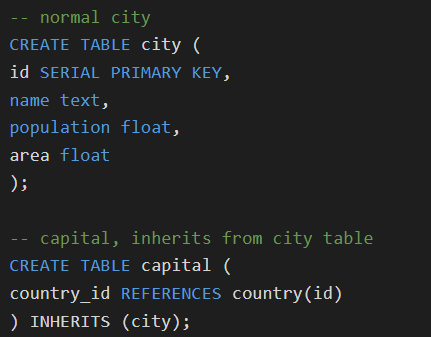 -- normal city
CREATE TABLE city (
id SERIAL PRIMARY KEY,
name text,
population float,
area float
);
-- capital, inherits from city table
CREATE TABLE capital (
country_id REFERENCES country(id)
) INHERITS (city);